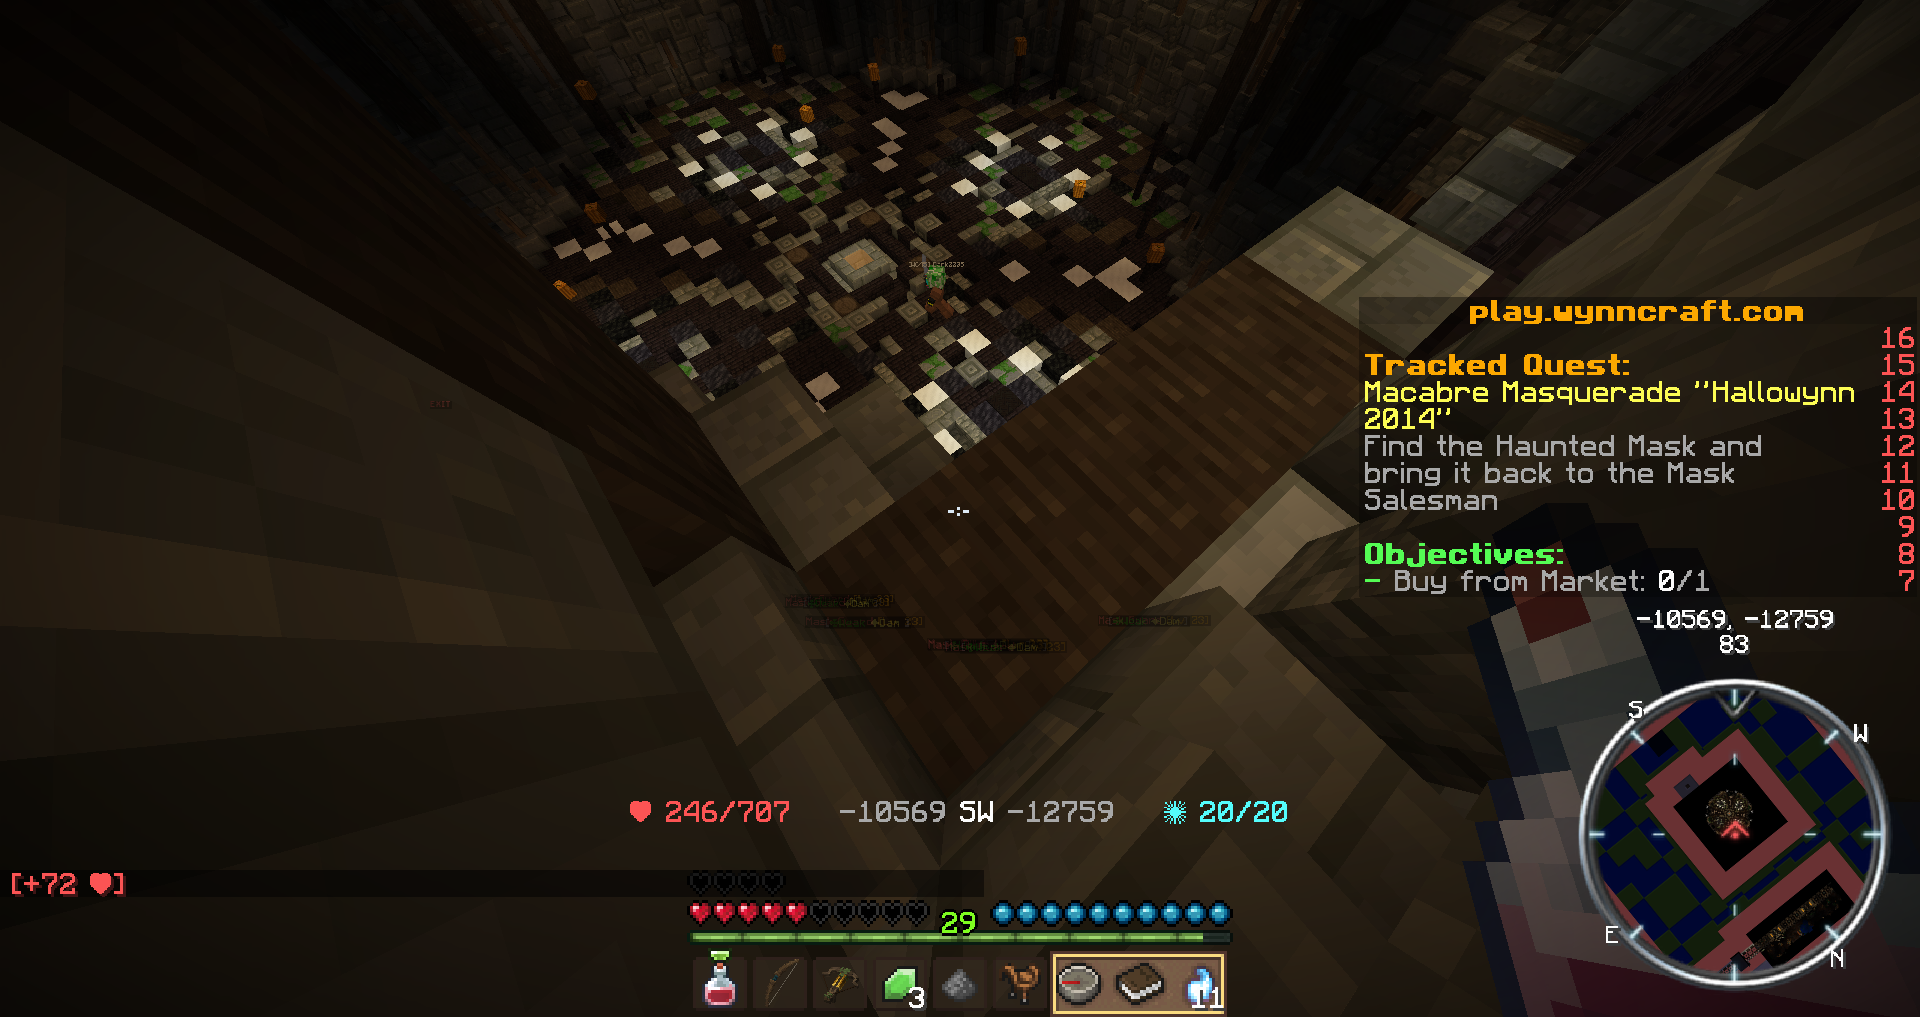 play.wynncraft.com
16
Tracked Quest: 15
Macabre Masquerade "Hallowynn 14
2014" 13
Find the Haunted Mask and 12
bring it back to the Mask 11
Salesman 10
9
Objectives: 8
- Buy from Market: 0/1 7
-10569, -12759
83
S
W
E
N
EXIT
246/707 -10569 SW -12759 20/20
[+72 ]
29
3
11